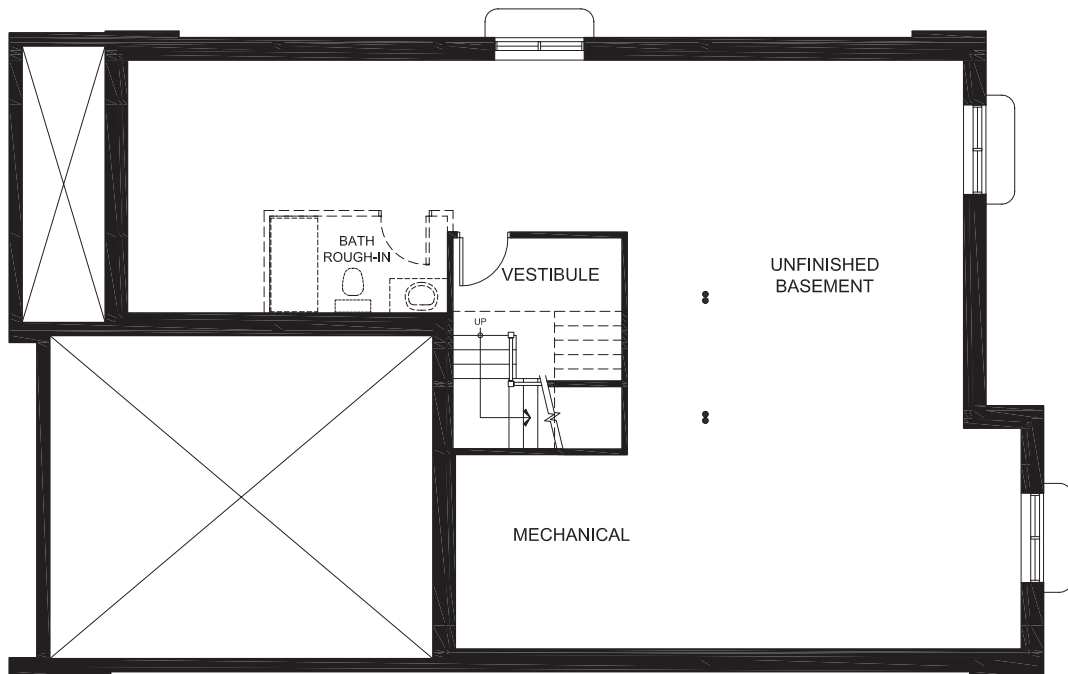 BATH
ROUGH-IN
VESTIBULE
UNFINISHED
BASEMENT
UP
MECHANICAL